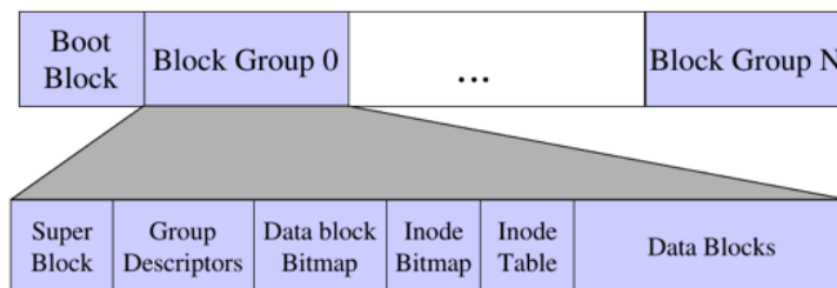 Boot
Block
Block Group 0
...
Block Group N
Super
Block
Group
Descriptors
Data block
Bitmap
Inode
Bitmap
Inode
Table
Data Blocks